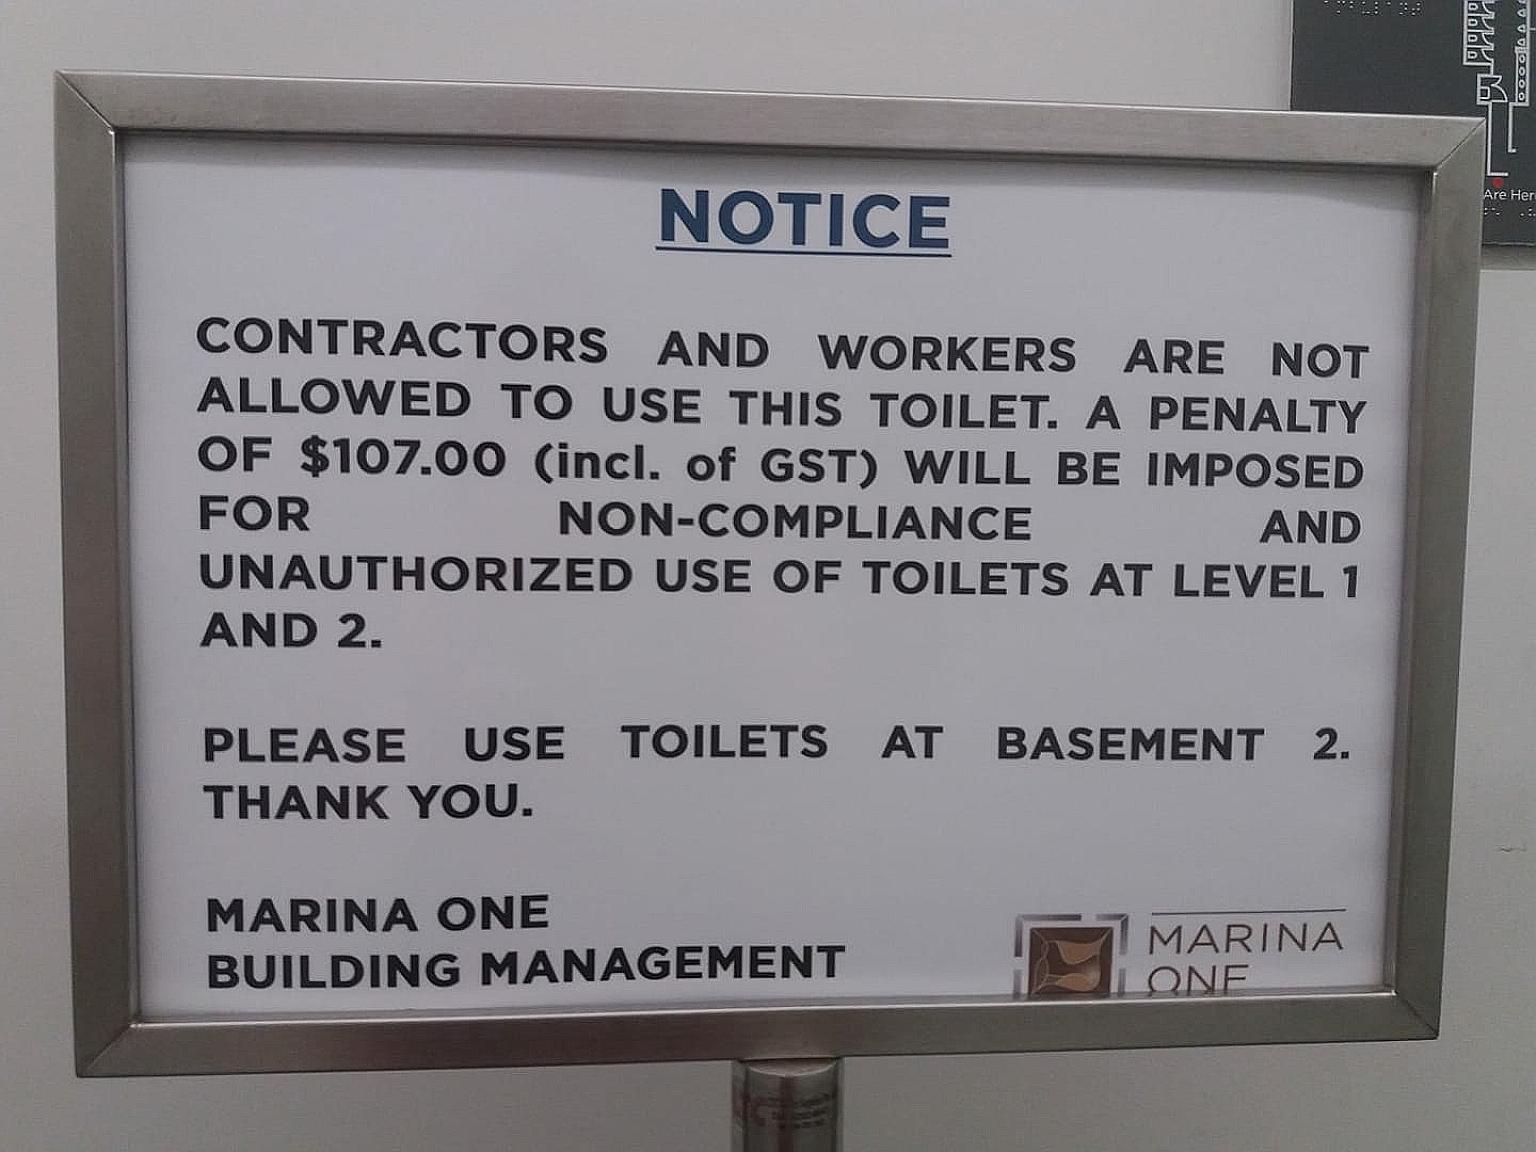 NOTICE
CONTRACTORS AND WORKERS ARE NOT
ALLOWED TO USE THIS TOILET. A PENALTY
OF $107.00 (incl. of GST) WILL BE IMPOSED
FOR NON-COMPLIANCE AND
UNAUTHORIZED USE OF TOILETS AT LEVEL 1
AND 2.
PLEASE USE TOILETS AT BASEMENT 2.
THANK YOU.
MARINA ONE
BUILDING MANAGEMENT
MARINA
ONE
Are Her